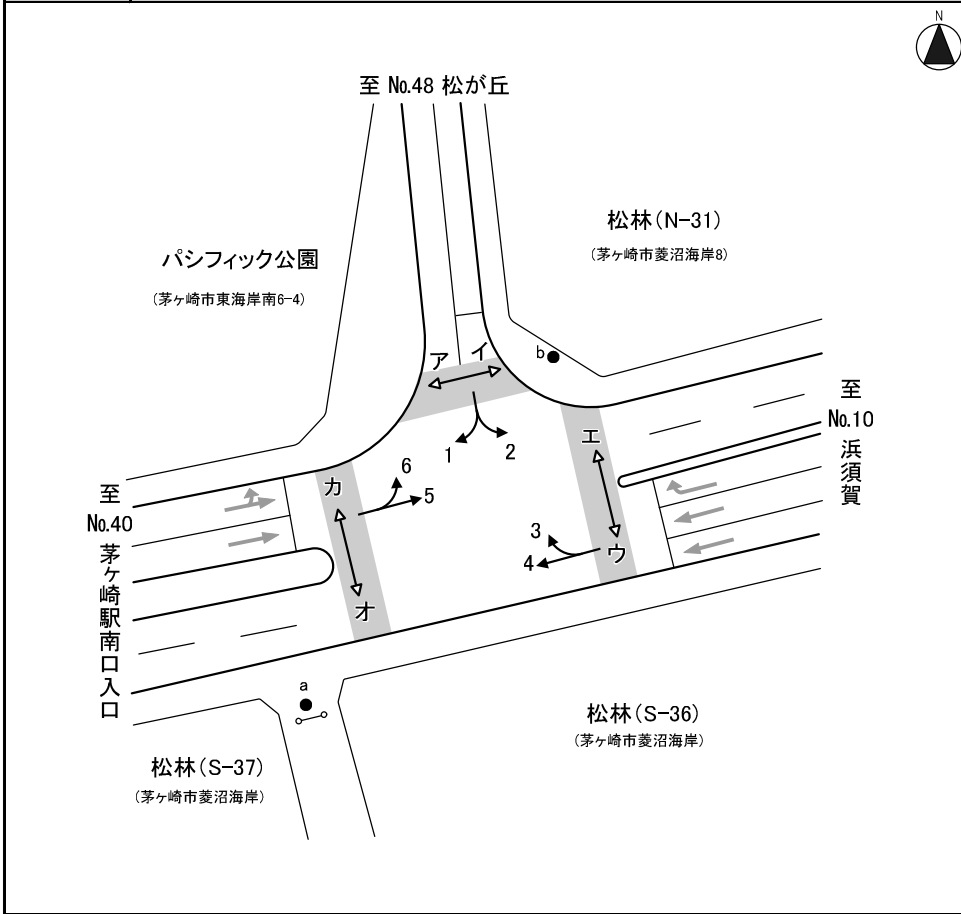 N
至 No.48 松が丘
松林(N-31)
(茅ヶ崎市菱沼海岸8)
パシフィック公園
(茅ヶ崎市東海岸南6-4)
ア
イ
b
1
2
エ
至
No.10
浜
須
賀
6
5
カ
至
No.40
茅
ヶ
崎
駅
南
口
入
口
3
4
ウ
オ
a
松林(S-36)
(茅ヶ崎市菱沼海岸)
松林(S-37)
(茅ヶ崎市菱沼海岸)